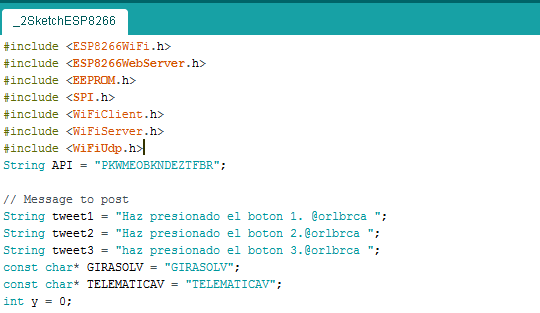 _2SketchESP8266
#include <ESP8266WiFi.h>
#include <ESP8266WebServer.h>
#include <EEPROM.h>
#include <SPI.h>
#include <WiFiClient.h>
#include <WiFiServer.h>
#include <WiFiUdp.h>
String API = "PKWMEOBKNDEZTFBR";
// Message to post
String tweet1 = "Haz presionado el boton 1. @orlbrca ";
String tweet2 = "Haz presionado el boton 2.@orlbrca ";
String tweet3 = "haz presionado el boton 3.@orlbrca ";
const char* GIRASOLV = "GIRASOLV";
const char* TELEMATICAV = "TELEMATICAV";
int y = 0;